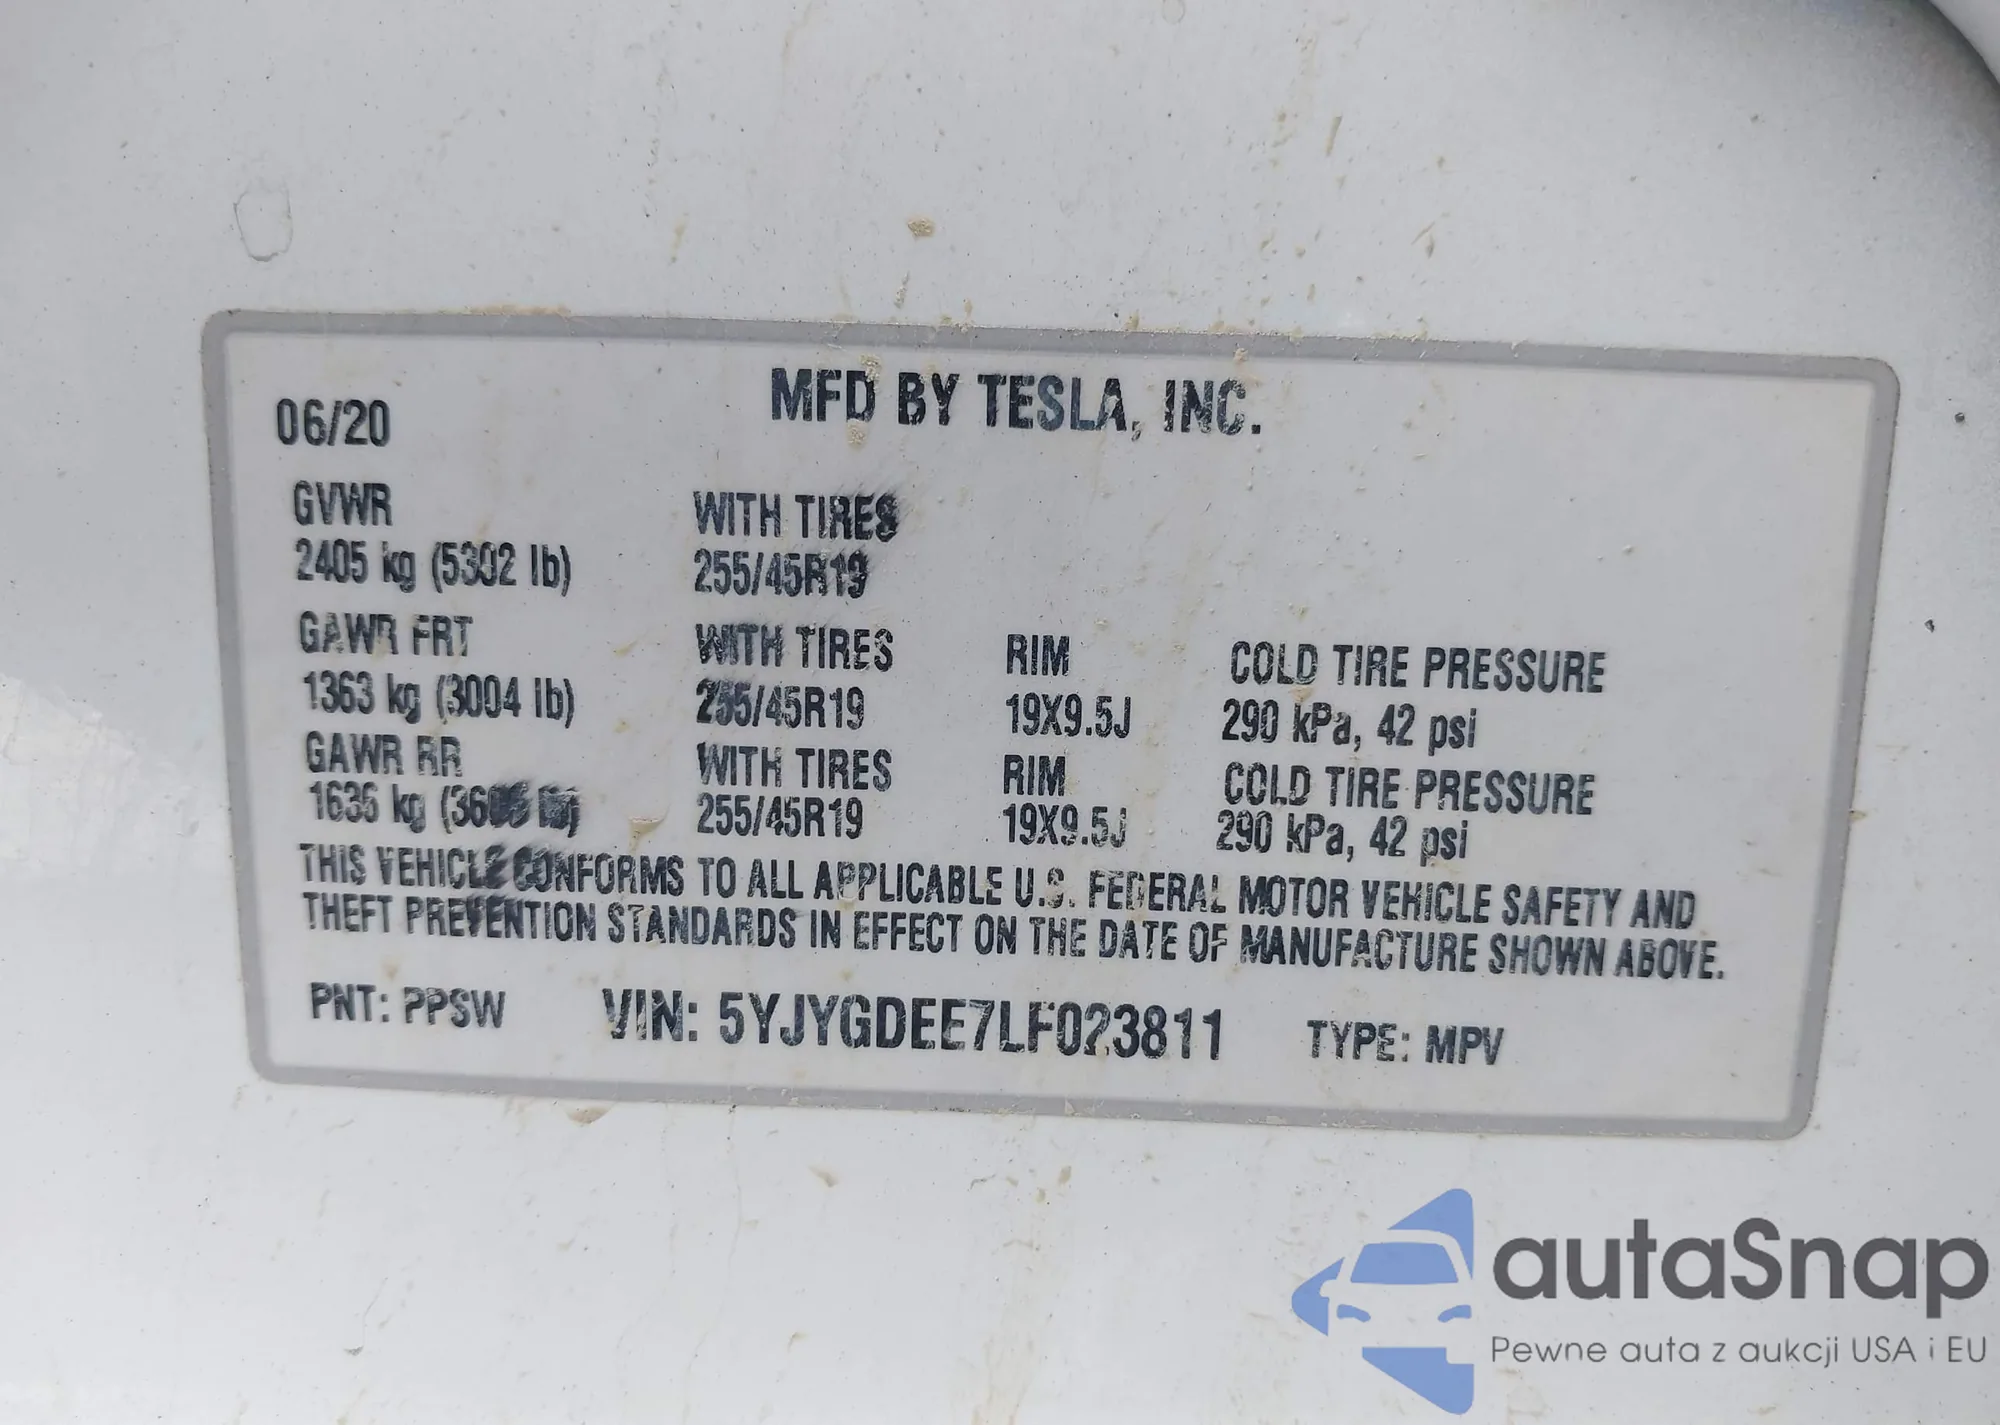 MFD BY TESLA, INC.
06/20
GVWR WITH TIRES
2405 kg (5302 lb) 255/45R19
GAWR FRT WITH TIRES RIM COLD TIRE PRESSURE
1363 kg (3004 lb) 255/45R19 19X9.5J 290 kPa, 42 psi
GAWR RR WITH TIRES RIM COLD TIRE PRESSURE
1636 kg 255/45R19 19X9.5J 290 kPa, 42 psi
THIS VEHICLE CONFORMS TO ALL APPLICABLE U.S. FEDERAL MOTOR VEHICLE SAFETY AND
THEFT PREVENTION STANDARDS IN EFFECT ON THE DATE OF MANUFACTURE SHOWN ABOVE.
PNT: PPSW VIN: 5YJYGDEE7LF023811 TYPE: MPV
autaSnap
Pewne auta z aukcji USA i EU